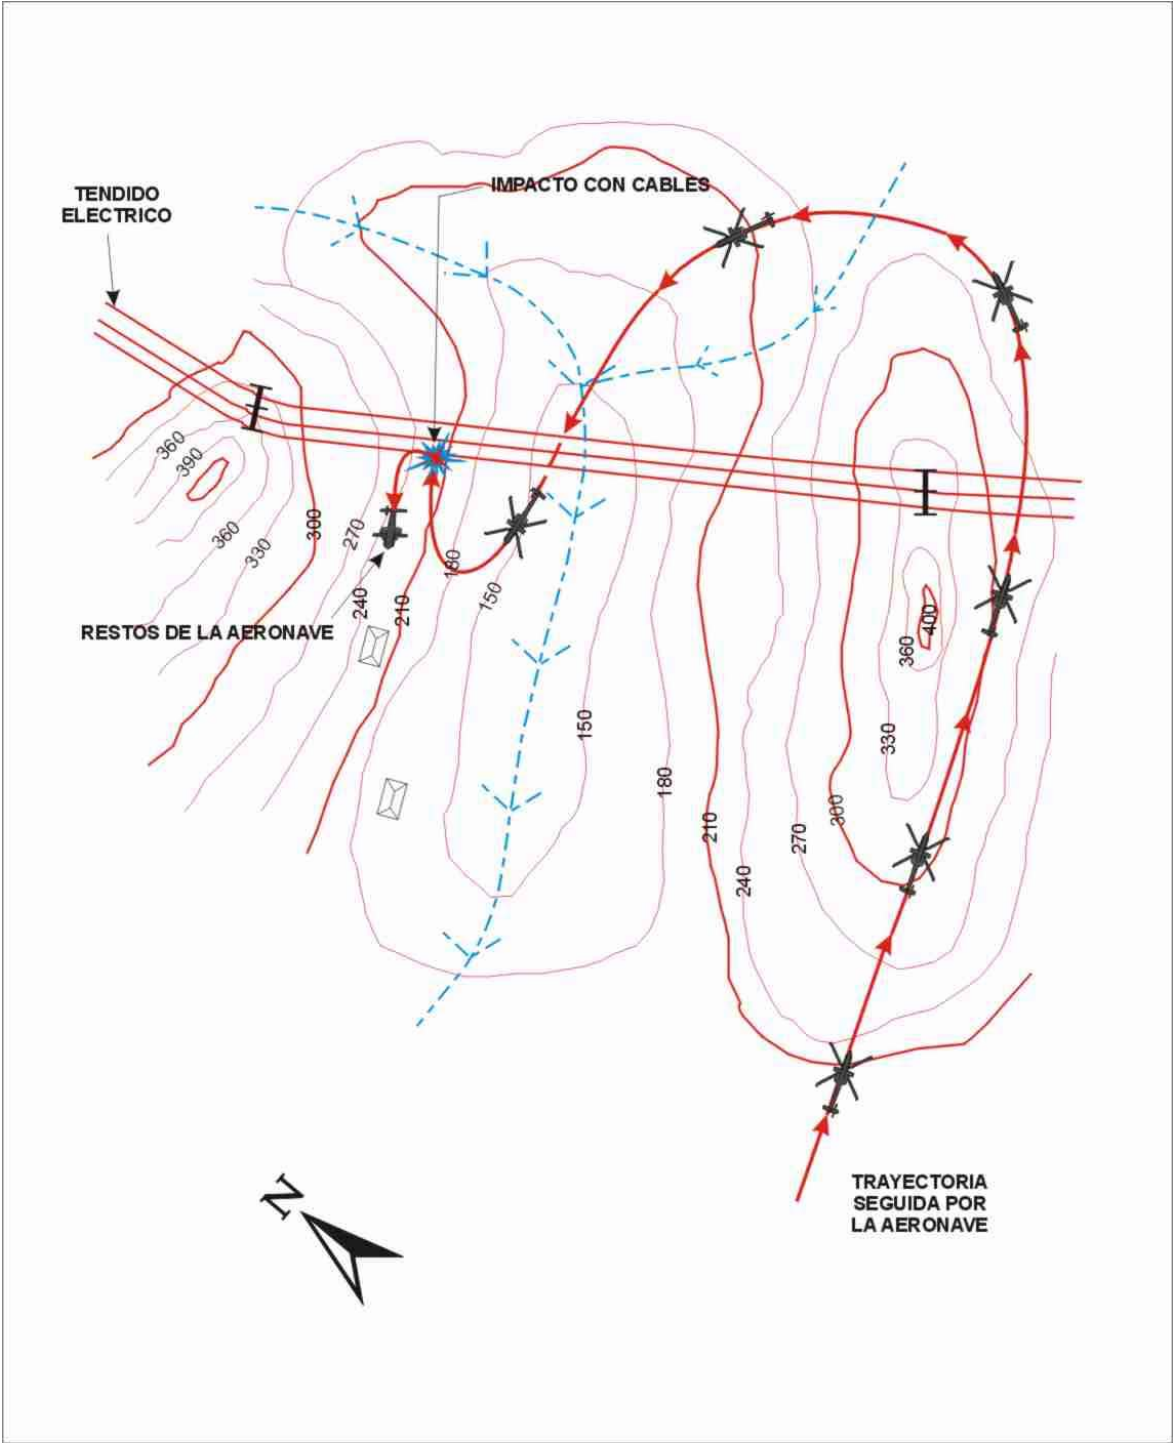 TENDIDO
ELECTRICO
IMPACTO CON CABLES
360
390
360
330
300
270
240
210
180
150
RESTOS DE LA AERONAVE
400
360
330
300
270
240
210
180
150
TRAYECTORIA
SEGUIDA POR
LA AERONAVE
N